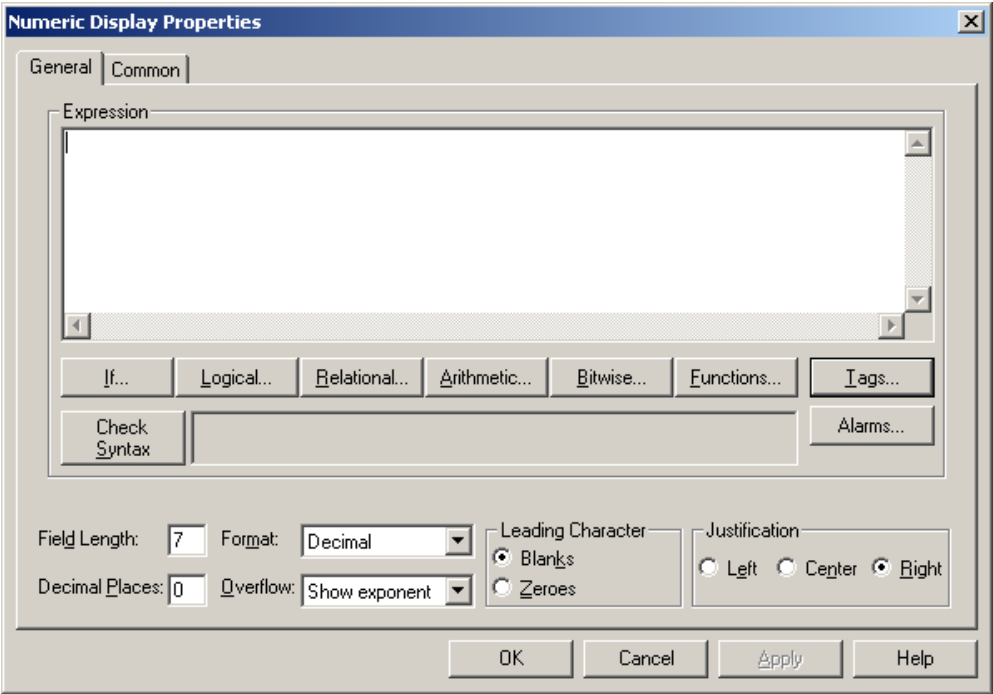 Numeric Display Properties
General Common
Expression
If... Logical... Relational... Arithmetic... Bitwise... Functions... Tags...
Check
Syntax
Alarms...
Field Length: 7 Format: Decimal
Leading Character
Blanks
Zeroes
Justification
Left Center Right
Decimal Places: 0 Overflow: Show exponent
OK Cancel Apply Help